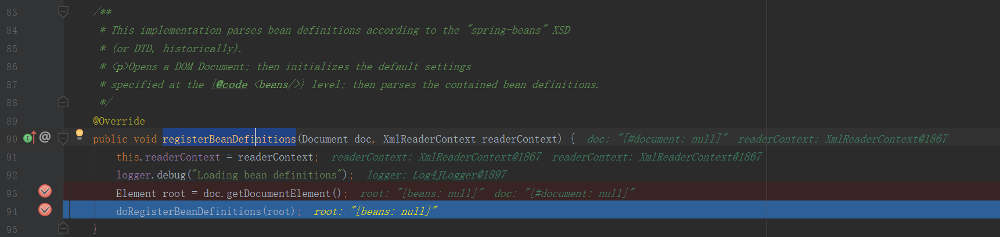 83 /**
84 * This implementation parses bean definitions according to the "spring-beans" XSD
85 * (or DTD, historically).
86 * <p>Opens a DOM Document; then initializes the default settings
87 * specified at the {@code <beans/>} level; then parses the contained bean definitions.
88 */
89 @Override
90 I @ public void registerBeanDefinitions(Document doc, XmlReaderContext readerContext) { doc: "[#document: null]" readerContext: XmlReaderContext@1867
91 this.readerContext = readerContext; readerContext: XmlReaderContext@1867 readerContext: XmlReaderContext@1867
92 logger.debug("Loading bean definitions"); logger: Log4JLogger@1897
93 Element root = doc.getDocumentElement(); root: "[beans: null]" doc: "[#document: null]"
94 doRegisterBeanDefinitions(root); root: "[beans: null]"
95 }